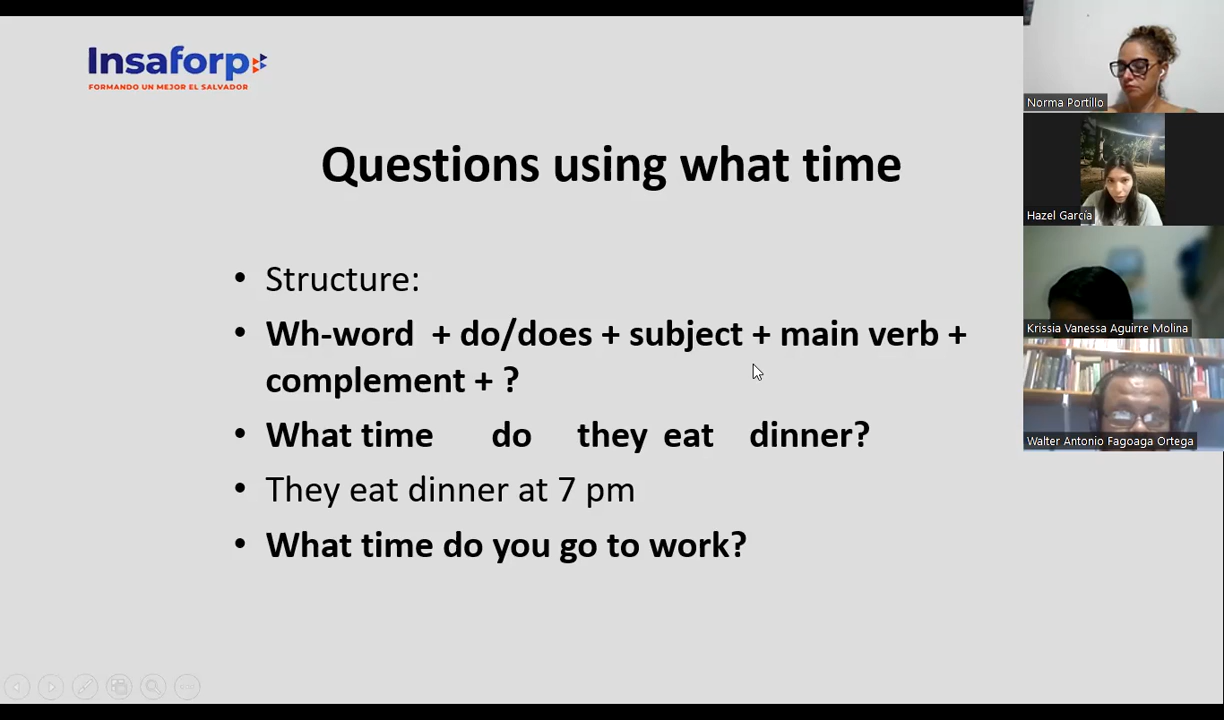 Insaforp
FORMANDO UN MEJOR EL SALVADOR
Questions using what time
• Structure:
• Wh-word + do/does + subject + main verb +
complement + ?
• What time do they eat dinner?
• They eat dinner at 7 pm
• What time do you go to work?
Norma Portillo
Hazel García
Krissia Vanessa Aguirre Molina
Walter Antonio Fagoaga Ortega